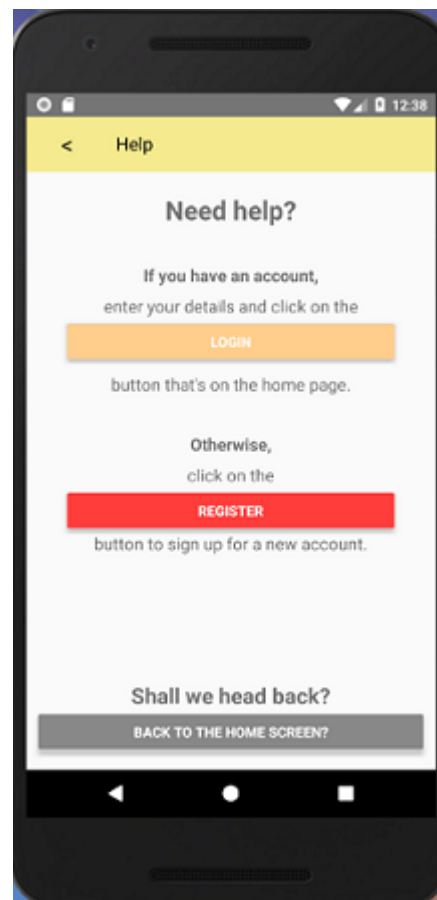 12:38
< Help
Need help?
If you have an account,
enter your details and click on the
LOGIN
button that's on the home page.
Otherwise,
click on the
REGISTER
button to sign up for a new account.
Shall we head back?
BACK TO THE HOME SCREEN?